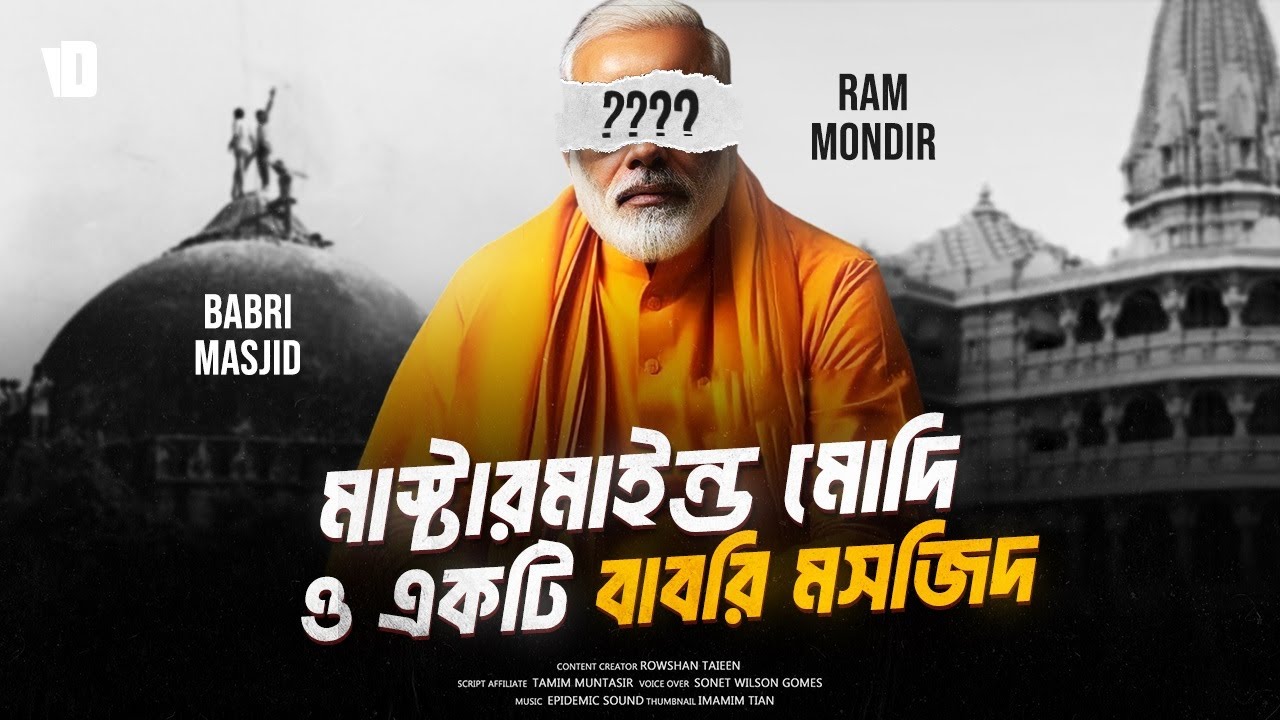 D
????
RAM
MONDIR
BABRI
MASJID
মাস্টারমাইন্ড মোদি
ও একটি বাবরি মসজিদ
CONTENT CREATOR ROWSHAN TAIEEN
SCRIPT AFFILIATE TAMIM MUNTASIR VOICE OVER SONET WILSON GOMES
MUSIC EPIDEMIC SOUND THUMBNAIL IMAMIM TIAN